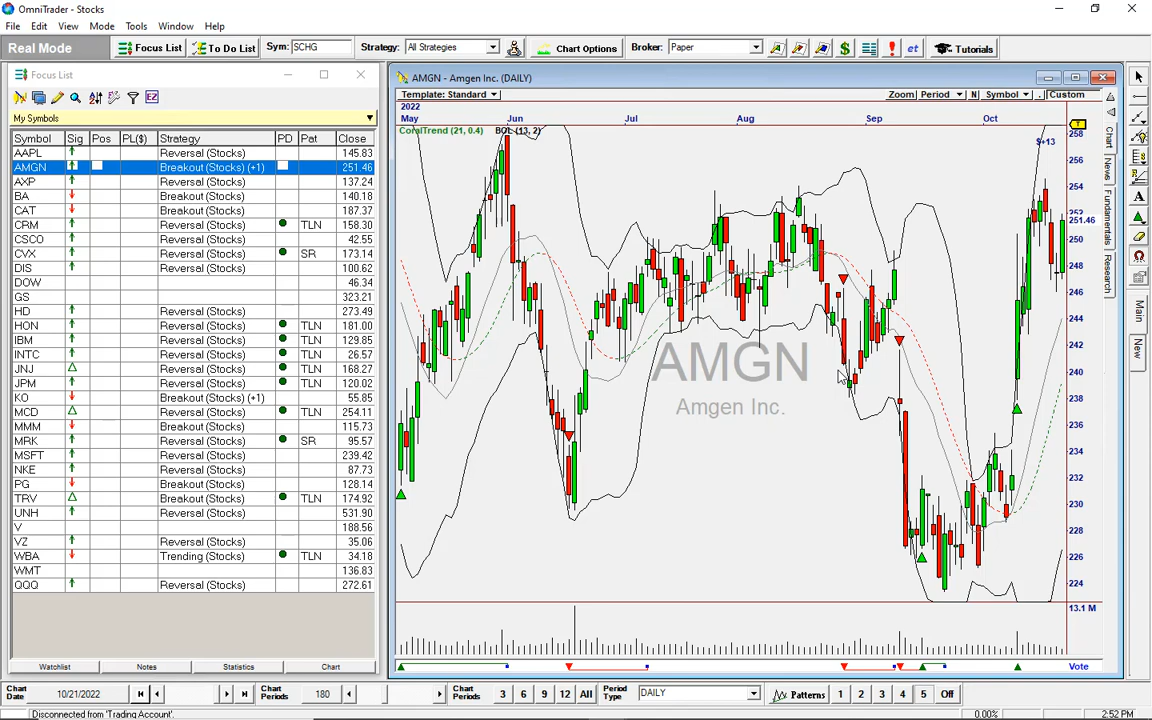 OmniTrader - Stocks
File Edit View Mode Tools Window Help
Real Mode Focus List To Do List Sym: SCHG Strategy: All Strategies Chart Options Broker: Paper et Tutorials
Focus List
My Symbols
Symbol Sig Pos PL($) Strategy PD Pat Close
AAPL Reversal (Stocks) 145.83
AMGN Breakout (Stocks) (+1) 251.46
AXP Reversal (Stocks) 137.24
BA Breakout (Stocks) 140.18
CAT Breakout (Stocks) 187.37
CRM Reversal (Stocks) TLN 158.30
CSCO Reversal (Stocks) 42.55
CVX Reversal (Stocks) SR 173.14
DIS Reversal (Stocks) 100.62
DOW 46.34
GS 323.21
HD Reversal (Stocks) 273.49
HON Reversal (Stocks) TLN 181.00
IBM Reversal (Stocks) TLN 129.85
INTC Reversal (Stocks) TLN 26.57
JNJ Reversal (Stocks) TLN 168.27
JPM Reversal (Stocks) TLN 120.02
KO Breakout (Stocks) (+1) 55.85
MCD Reversal (Stocks) TLN 254.11
MMM Breakout (Stocks) 115.73
MRK Reversal (Stocks) SR 95.57
MSFT Reversal (Stocks) 239.42
NKE Reversal (Stocks) 87.73
PG Breakout (Stocks) 128.14
TRV Reversal (Stocks) TLN 174.92
UNH Reversal (Stocks) 531.90
V 188.56
VZ Reversal (Stocks) 35.06
WBA Trending (Stocks) TLN 34.18
WMT 136.83
QQQ Reversal (Stocks) 272.61
Watchlist Notes Statistics Chart
AMGN - Amgen Inc. (DAILY)
Template: Standard Zoom Period N Symbol . Custom
2022
May Jun Jul Aug Sep Oct
CoralTrend (21, 0.4) BOL (13, 2)
$+13
AMGN
Amgen Inc.
258
256
254
252
251.46
250
248
246
244
242
240
238
236
234
232
230
228
226
224
13.1 M
Vote
Chart
News
Fundamentals
Research
Main
New
A
Chart Date 10/21/2022 Chart Periods 180 Chart Periods 3 6 9 12 All Period Type DAILY Patterns 1 2 3 4 5 Off
Disconnected from 'Trading Account'. 0.00% 2:52 PM